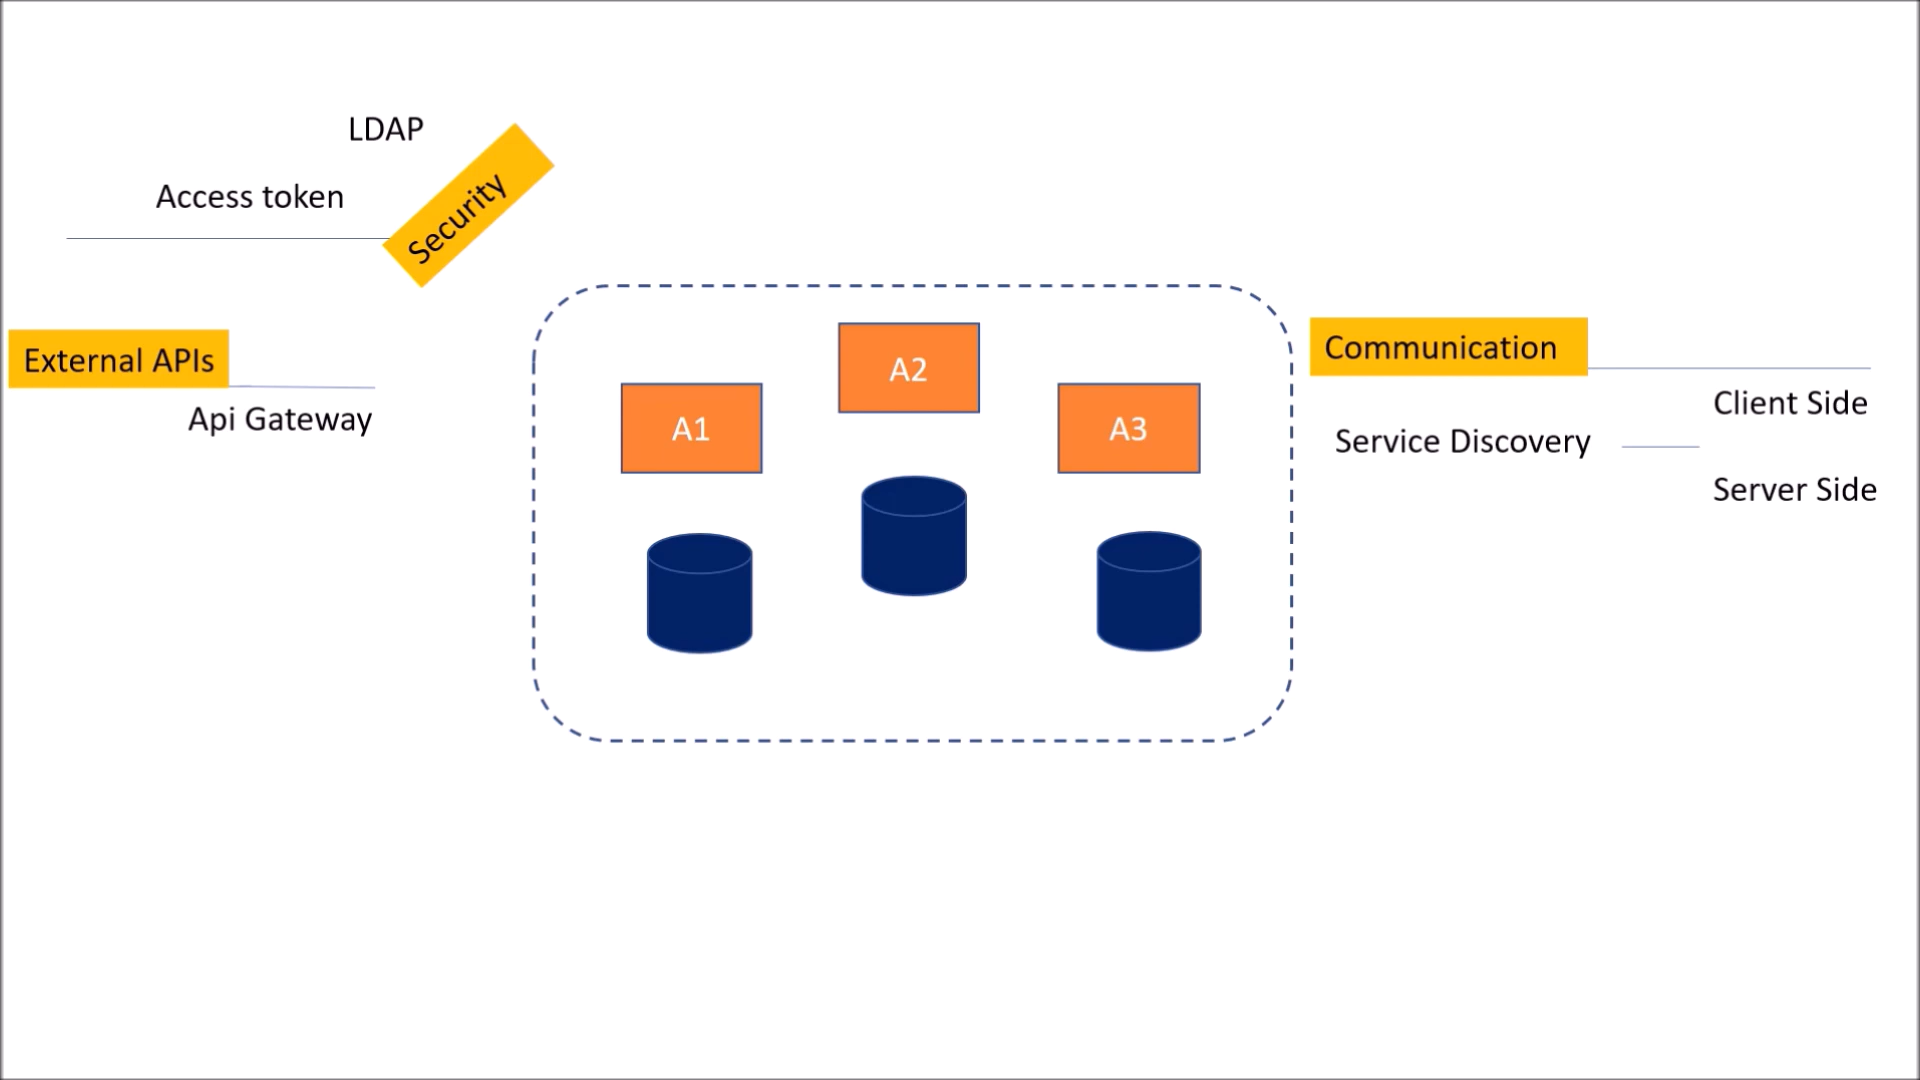 LDAP
Access token
Security
External APIs
Api Gateway
A1
A2
A3
Communication
Client Side
Service Discovery
Server Side